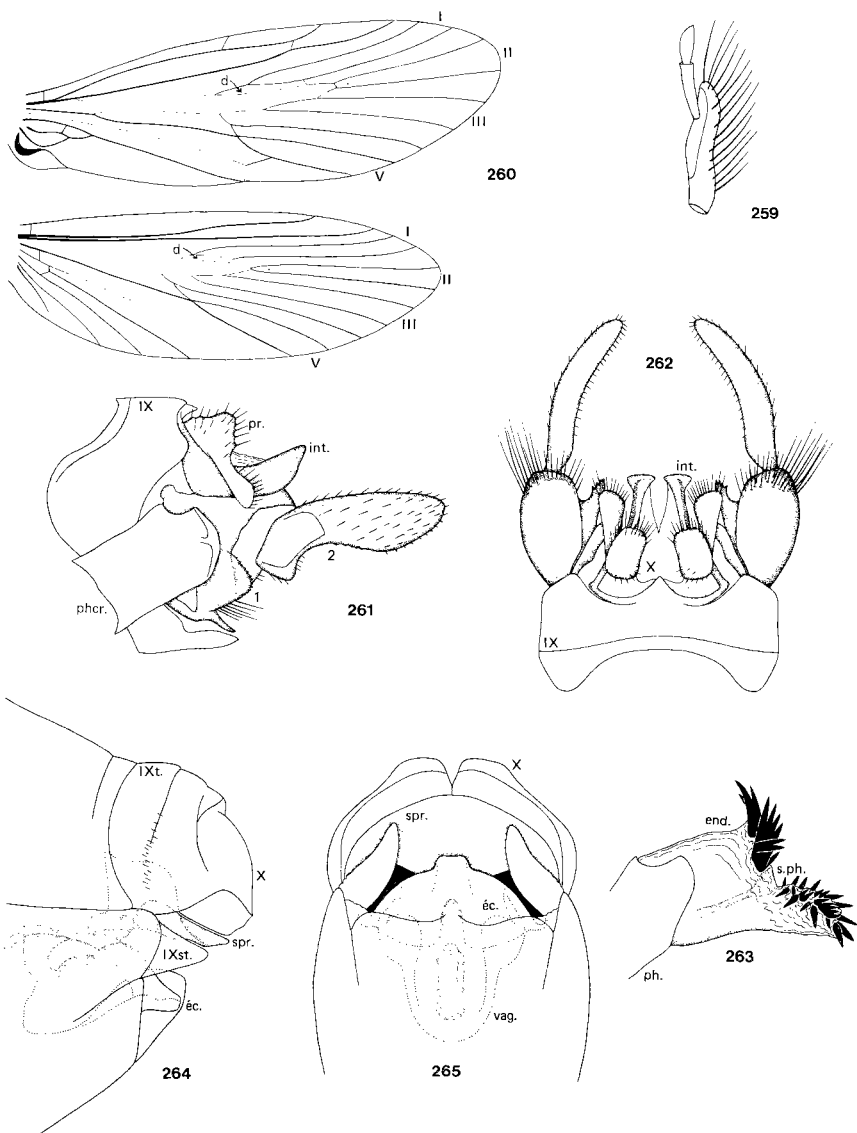 I
II
d
III
V
260
259
d
I
II
III
V
262
IX
pr.
int.
int.
2
phcr.
1
261
X
IX
IXt.
X
spr.
X
end.
s.ph.
éc.
spr.
IXst.
vag.
ph.
263
éc.
264
265